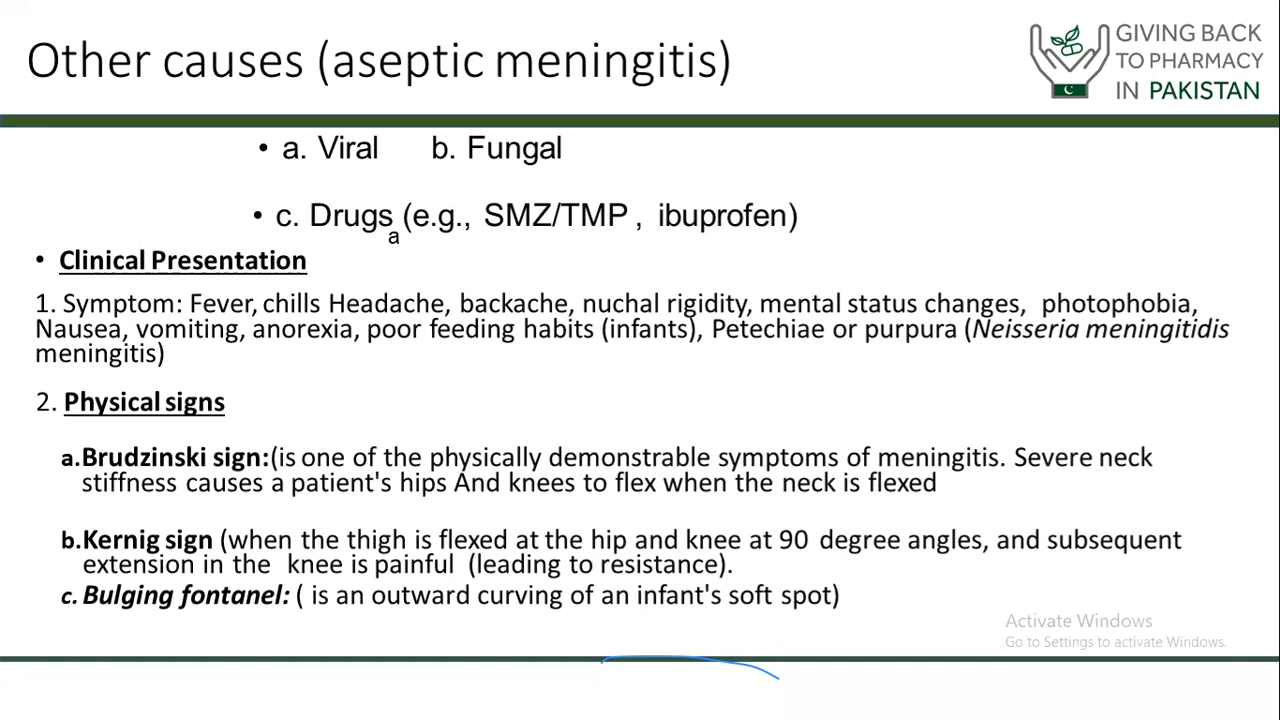 Other causes (aseptic meningitis)
GIVING BACK
TO PHARMACY
IN PAKISTAN
• a. Viral b. Fungal
• c. Drugs (e.g., SMZ/TMP , ibuprofen)
a
• Clinical Presentation
1. Symptom: Fever, chills Headache, backache, nuchal rigidity, mental status changes, photophobia,
Nausea, vomiting, anorexia, poor feeding habits (infants), Petechiae or purpura (Neisseria meningitidis
meningitis)
2. Physical signs
a.Brudzinski sign:(is one of the physically demonstrable symptoms of meningitis. Severe neck
stiffness causes a patient's hips And knees to flex when the neck is flexed
b.Kernig sign (when the thigh is flexed at the hip and knee at 90 degree angles, and subsequent
extension in the knee is painful (leading to resistance).
c. Bulging fontanel: ( is an outward curving of an infant's soft spot)
Activate Windows
Go to Settings to activate Windows.